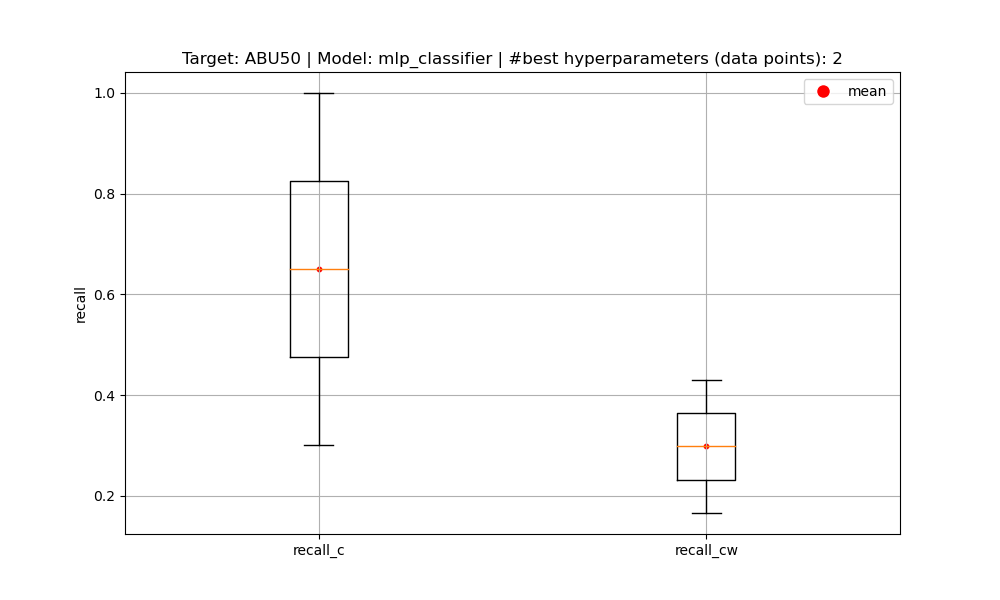 Target: ABU50 | Model: mlp_classifier | #best hyperparameters (data points): 2
mean
1.0
0.8
0.6
0.4
0.2
recall
recall_c
recall_cw